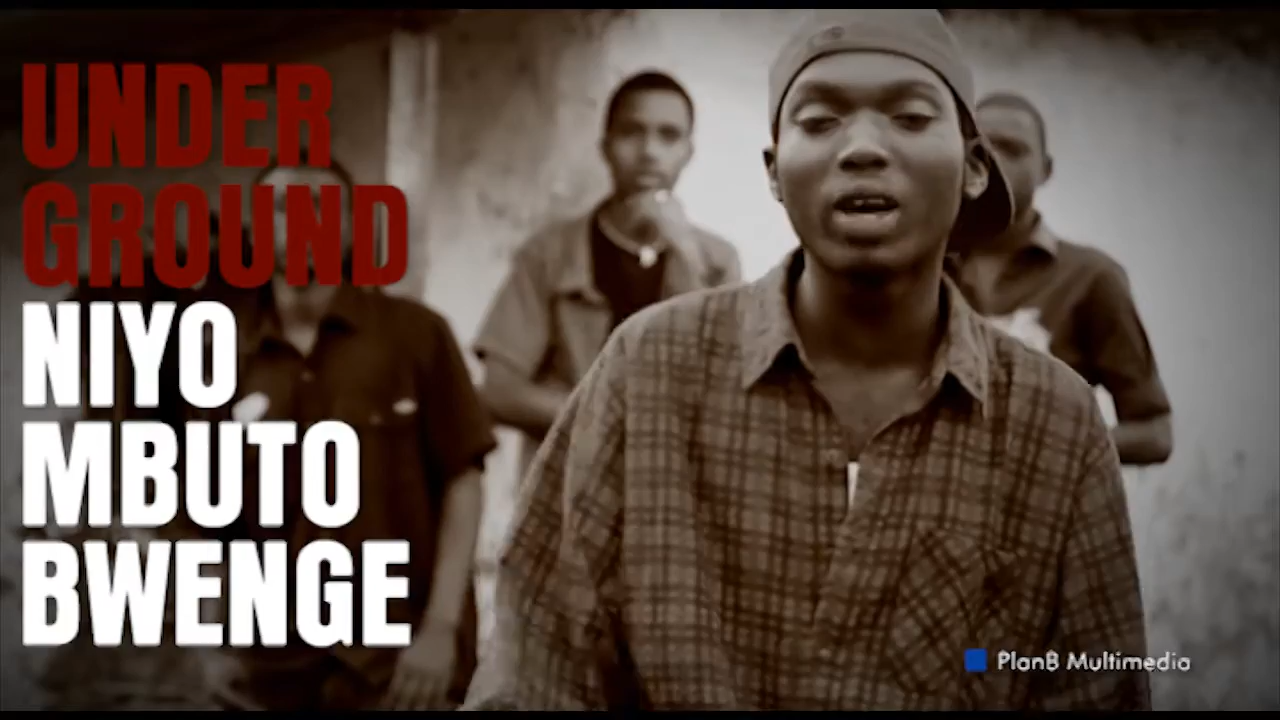 UNDER
GROUND
NIYO
MBUTO
BWENGE
PlanB Multimedia